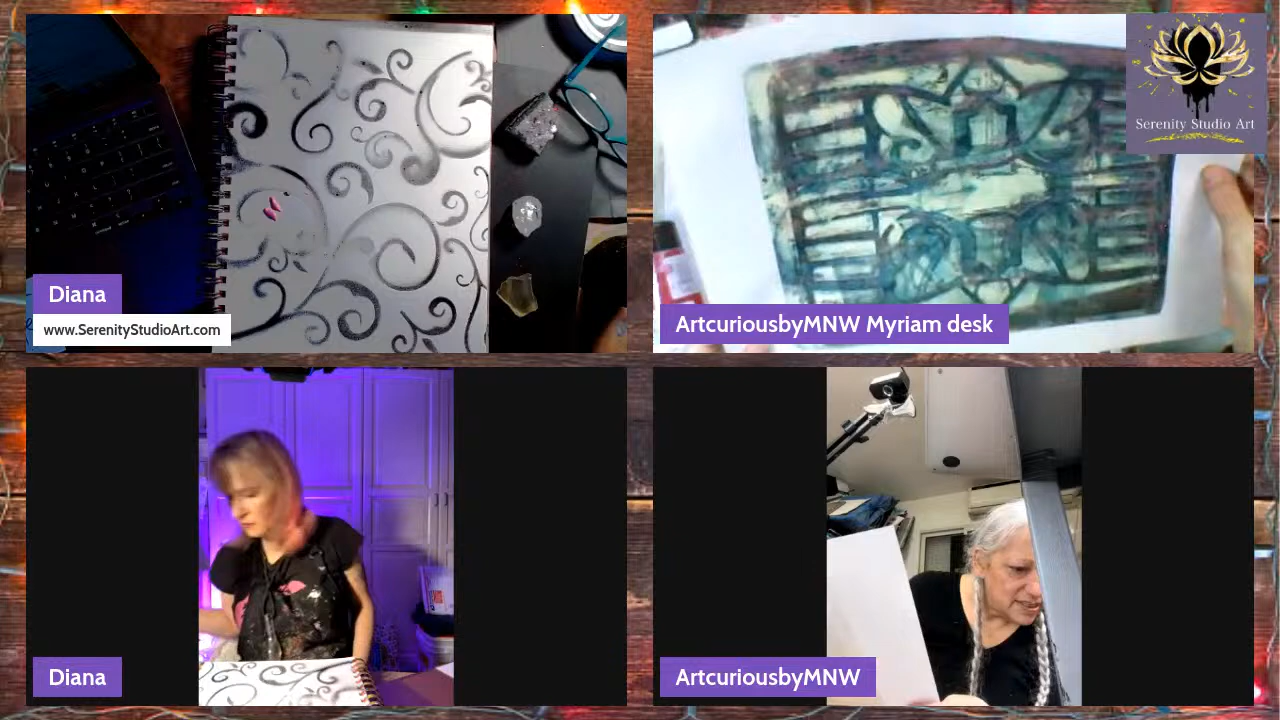 Serenity Studio Art
Diana
www.SerenityStudioArt.com
ArtcuriousbyMNW Myriam desk
Diana
ArtcuriousbyMNW